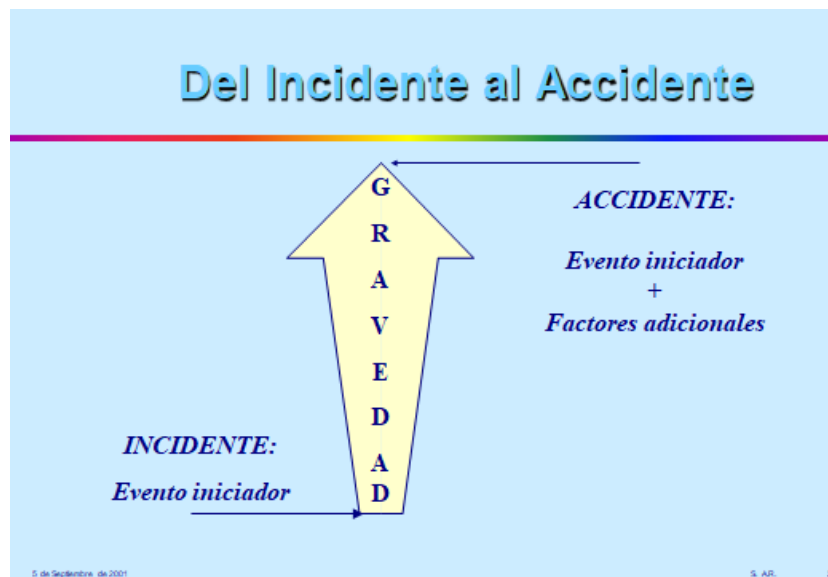 Del Incidente al Accidente
G
R
A
V
E
D
A
D
ACCIDENTE:
Evento iniciador
+
Factores adicionales
INCIDENTE:
Evento iniciador
5 de Septiembre de 2001
S. AR.